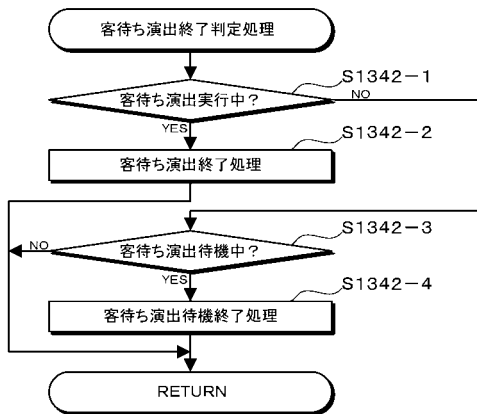 客待ち演出終了判定処理
S1342-1
客待ち演出実行中?
NO
YES
S1342-2
客待ち演出終了処理
S1342-3
客待ち演出待機中?
NO
YES
S1342-4
客待ち演出待機終了処理
RETURN